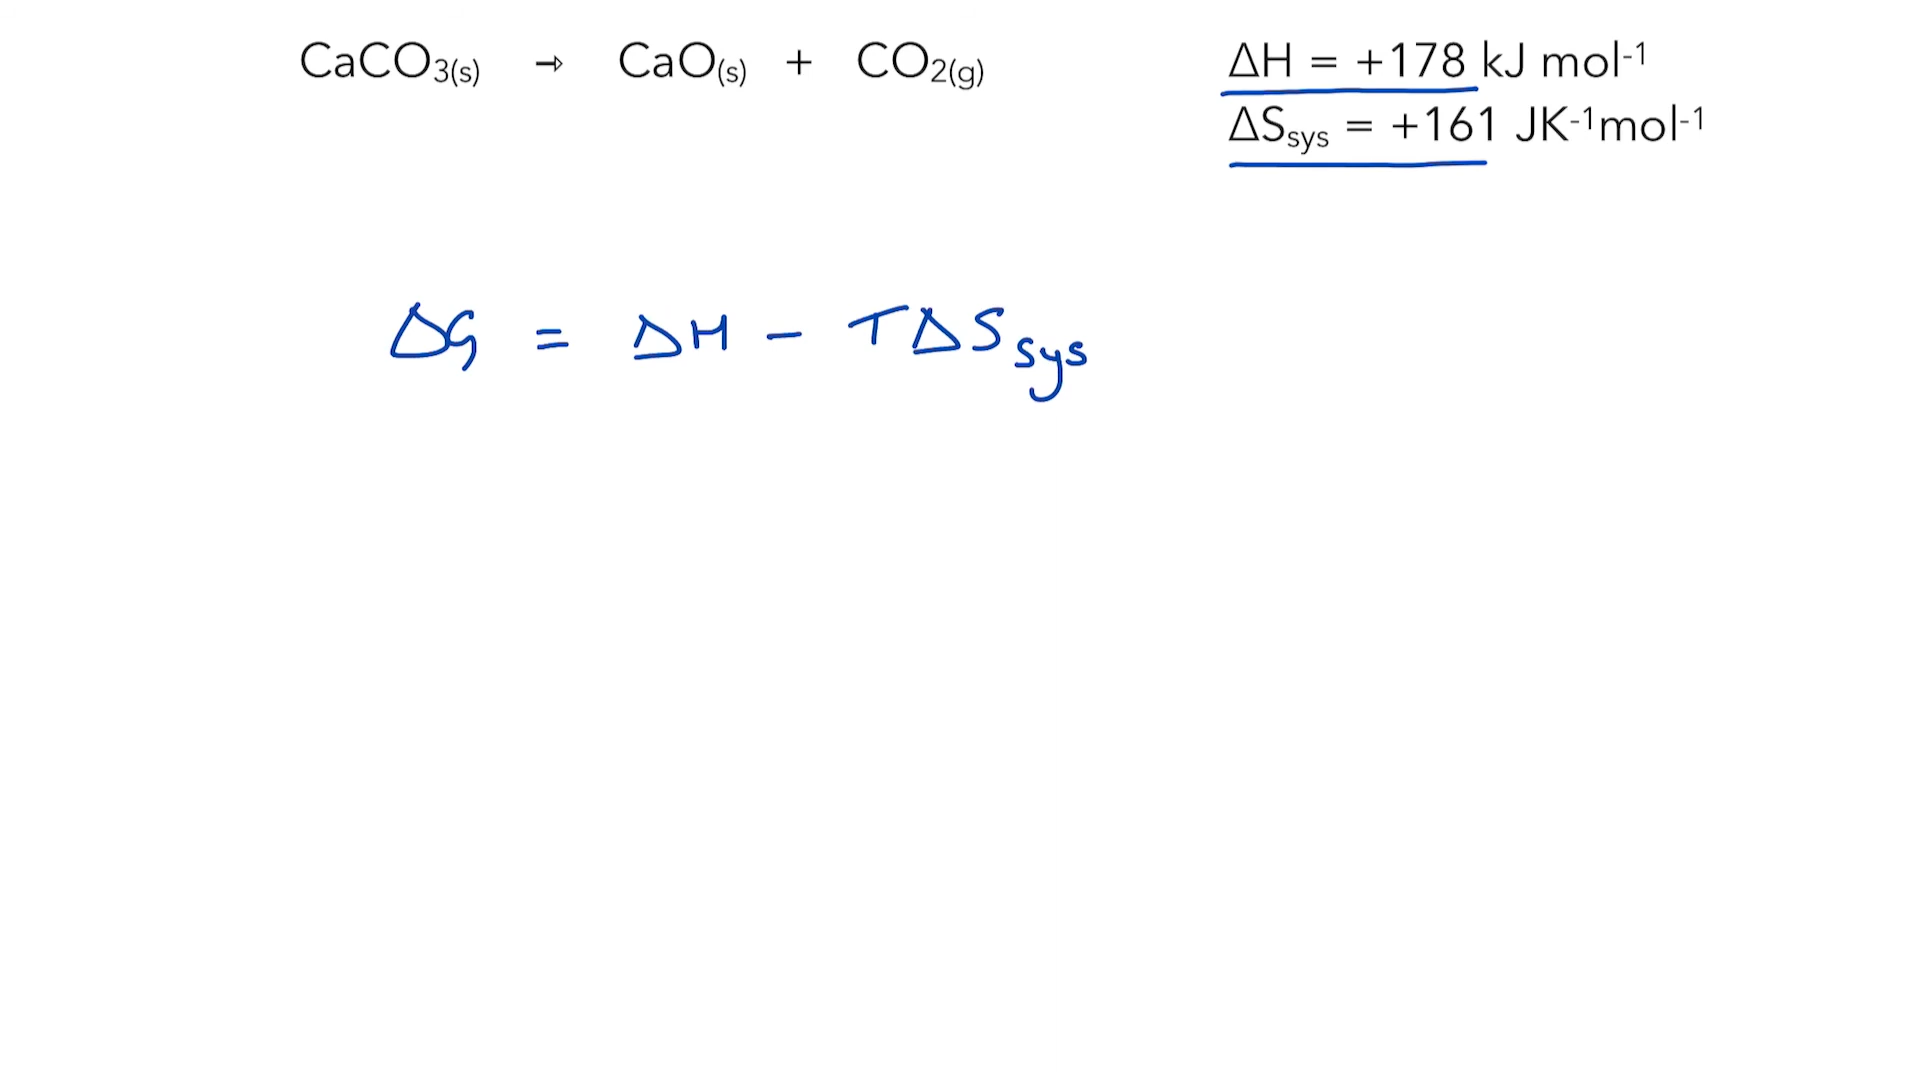 CaCO3(s) → CaO(s) + CO2(g)
ΔH = +178 kJ mol-1
ΔSsys = +161 JK-1mol-1
ΔG = ΔH - TΔSsys